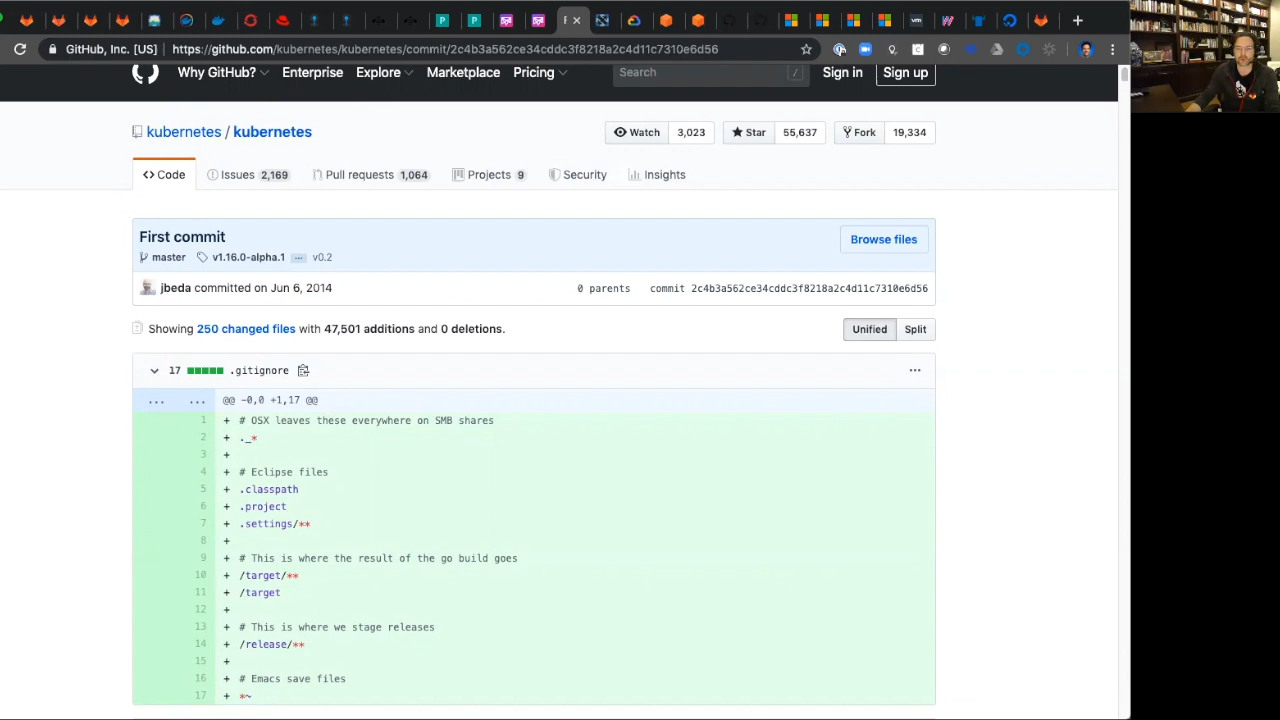 GitHub, Inc. [US] https://github.com/kubernetes/kubernetes/commit/2c4b3a562ce34cddc3f8218a2c4d11c7310e6d56
Why GitHub? Enterprise Explore Marketplace Pricing Search / Sign in Sign up
kubernetes / kubernetes
Watch 3,023 Star 55,637 Fork 19,334
Code Issues 2,169 Pull requests 1,064 Projects 9 Security Insights
First commit
Browse files
master v1.16.0-alpha.1 ... v0.2
jbeda committed on Jun 6, 2014 0 parents commit 2c4b3a562ce34cddc3f8218a2c4d11c7310e6d56
Showing 250 changed files with 47,501 additions and 0 deletions.
Unified Split
17 .gitignore
... ... @@ -0,0 +1,17 @@
1 + # OSX leaves these everywhere on SMB shares
2 + ._*
3 +
4 + # Eclipse files
5 + .classpath
6 + .project
7 + .settings/**
8 +
9 + # This is where the result of the go build goes
10 + /target/**
11 + /target
12 +
13 + # This is where we stage releases
14 + /release/**
15 +
16 + # Emacs save files
17 + *~